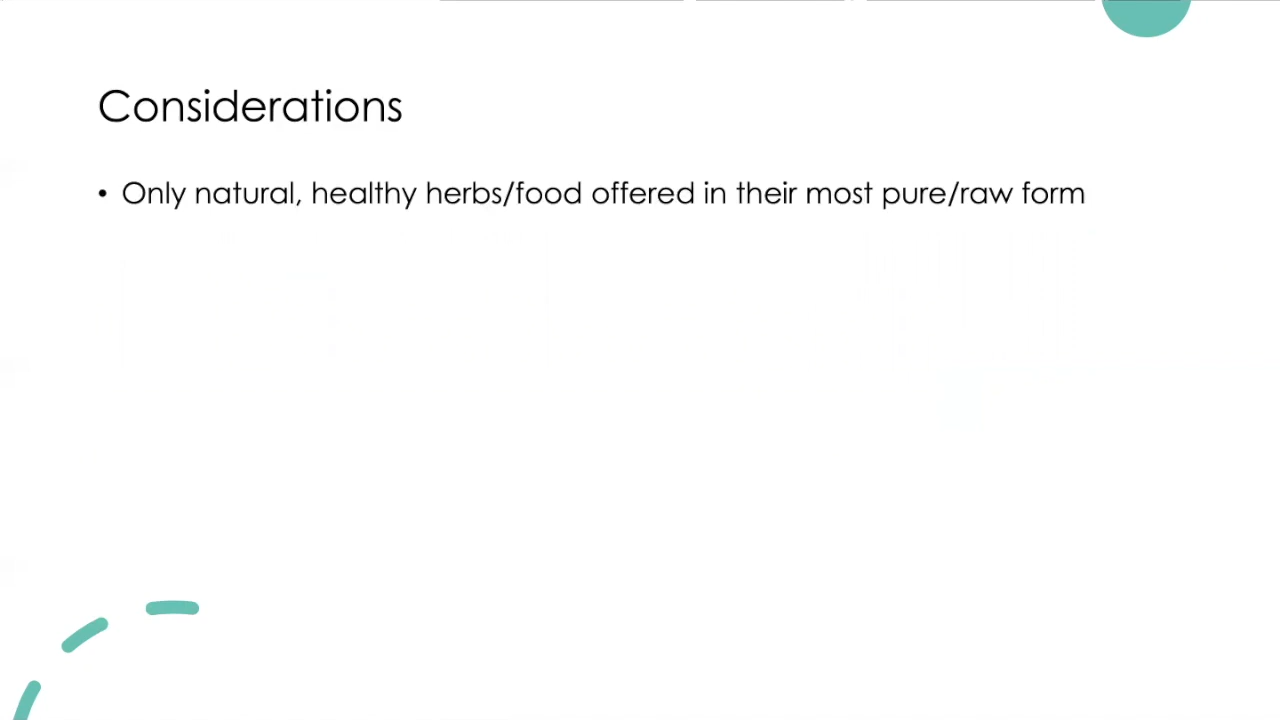 Considerations
• Only natural, healthy herbs/food offered in their most pure/raw form